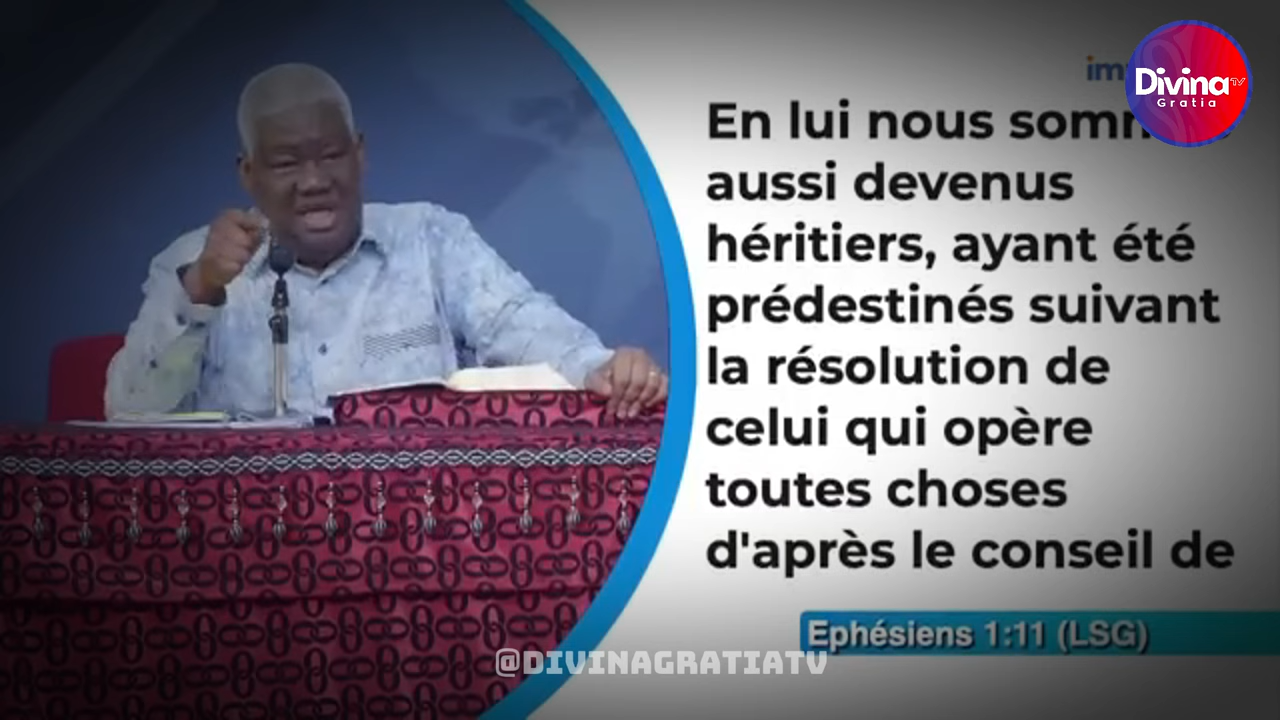 Divina TV
Gratia
En lui nous
aussi devenus
héritiers, ayant été
prédestinés suivant
la résolution de
celui qui opère
toutes choses
d'après le conseil de
Ephésiens 1:11 (LSG)
@DIVINAGRATIATV